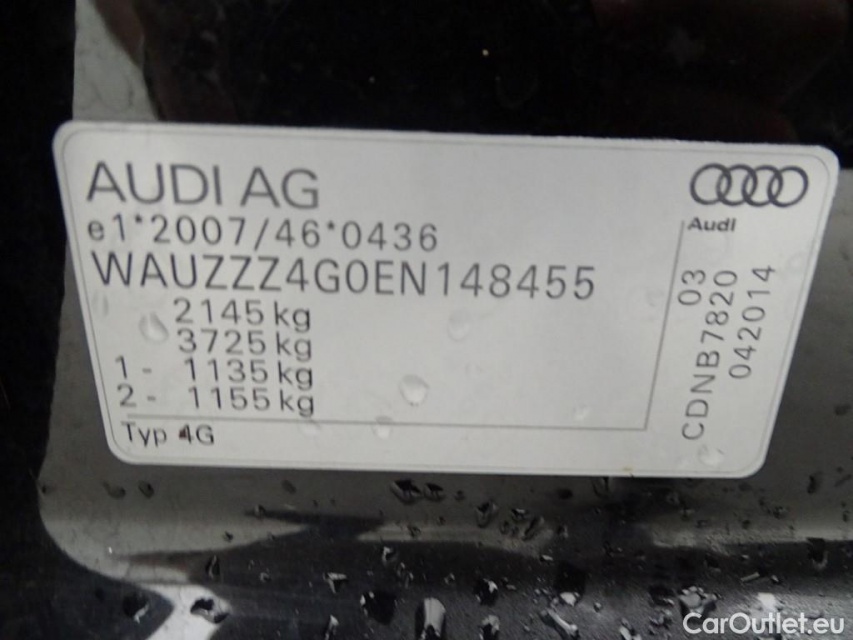 AUDI AG
e1*2007/46*0436
WAUZZZ4G0EN148455
2145 kg
3725 kg
1 - 1135 kg
2 - 1155 kg
Typ 4G
Audi
03
CDNB7820
042014
CarOutlet.eu